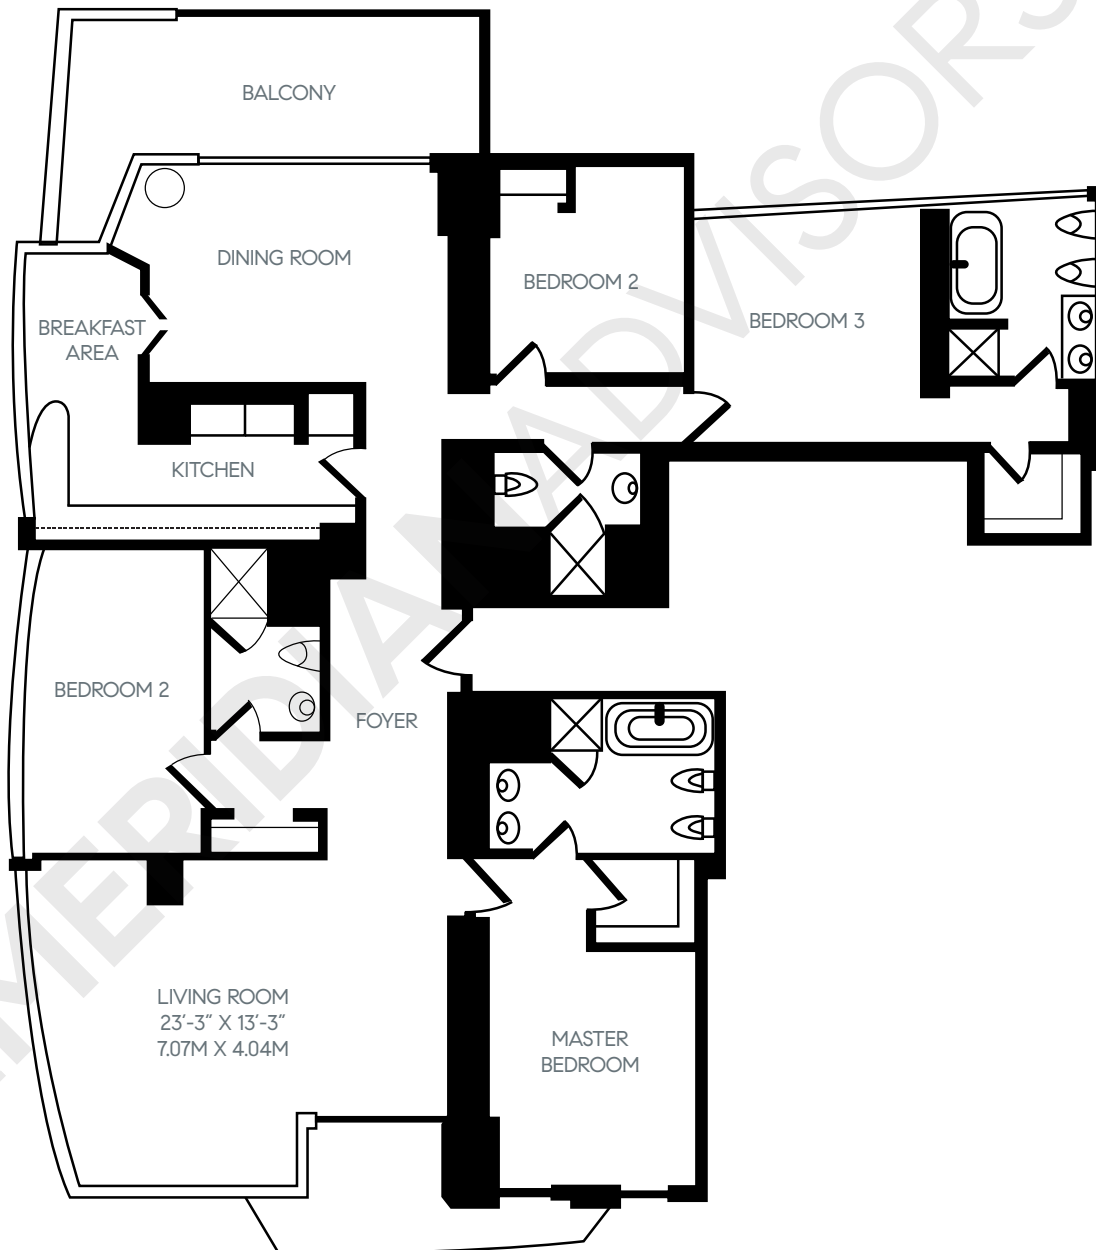 BALCONY
DINING ROOM
BEDROOM 2
BEDROOM 3
BREAKFAST
AREA
KITCHEN
BEDROOM 2
FOYER
LIVING ROOM
23'-3" X 13'-3"
7.07M X 4.04M
MASTER
BEDROOM
MERIDIAN ADVISORS